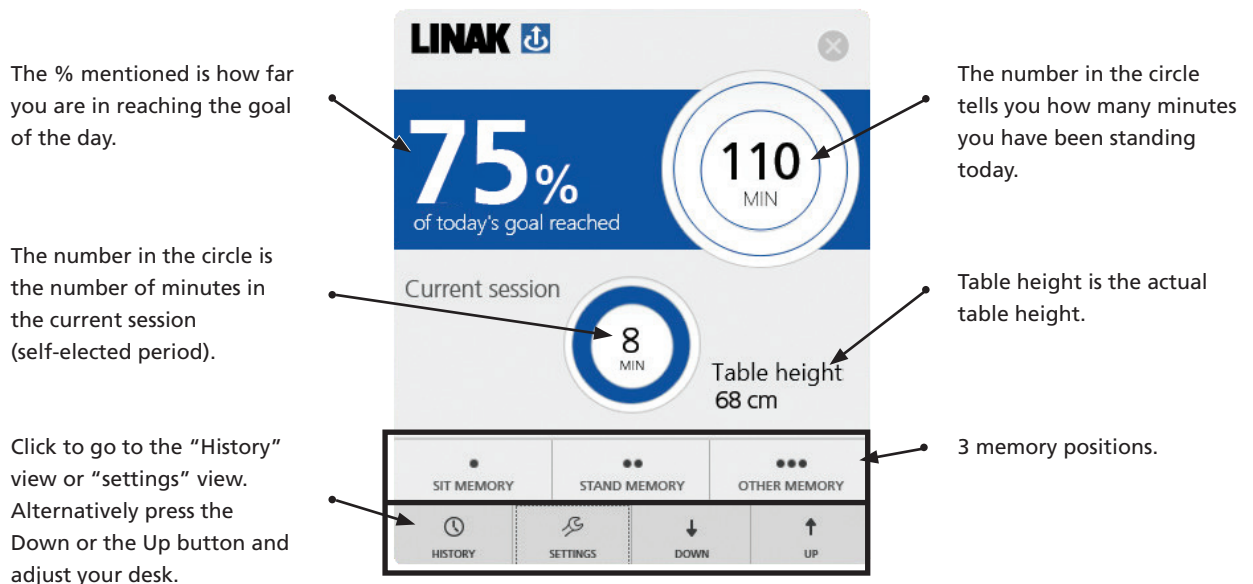 LINAK
The % mentioned is how far
you are in reaching the goal
of the day.
75%
of today's goal reached
110
MIN
The number in the circle
tells you how many minutes
you have been standing
today.
The number in the circle is
the number of minutes in
the current session
(self-elected period).
Current session
8
MIN
Table height
68 cm
Table height is the actual
table height.
Click to go to the “History”
view or “settings” view.
Alternatively press the
Down or the Up button and
adjust your desk.
SIT MEMORY
STAND MEMORY
OTHER MEMORY
3 memory positions.
HISTORY
SETTINGS
DOWN
UP